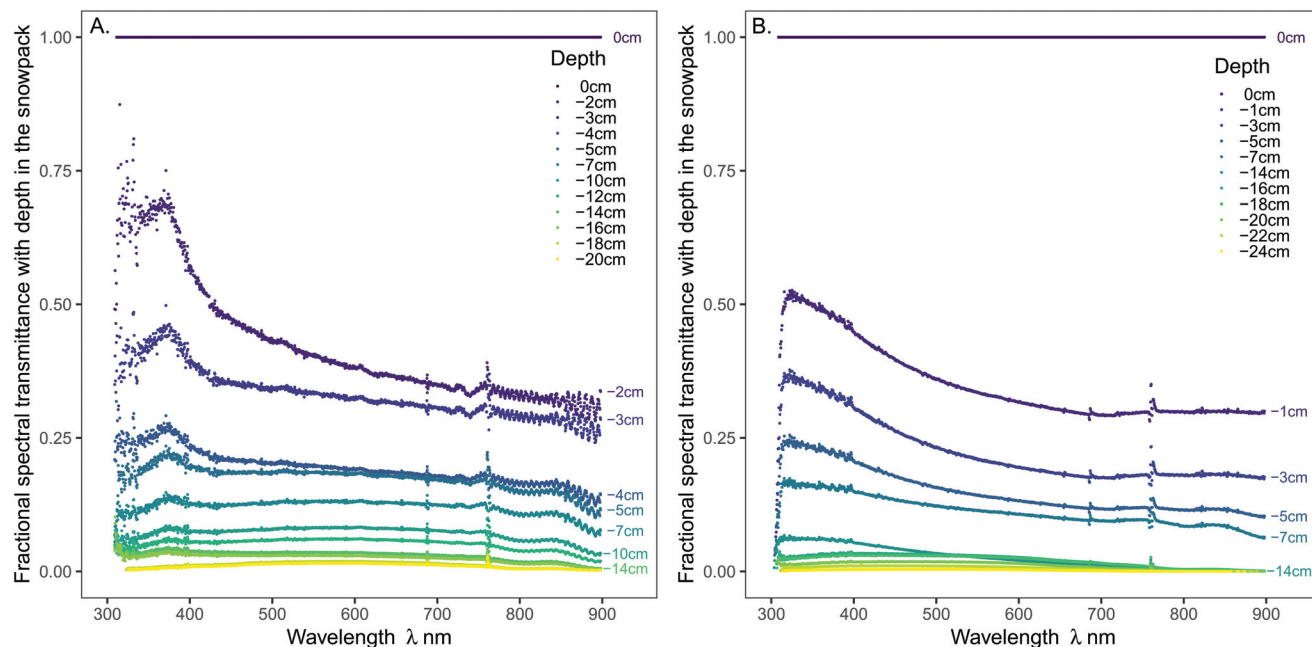 A.
Fractional spectral transmittance with depth in the snowpack
1.00
0.75
0.50
0.25
0.00
0cm
Depth
0cm
−2cm
−3cm
−4cm
−5cm
−7cm
−10cm
−12cm
−14cm
−16cm
−18cm
−20cm
−2cm
−3cm
−4cm
−5cm
−7cm
−10cm
−14cm
300 400 500 600 700 800 900
Wavelength λ nm
B.
Fractional spectral transmittance with depth in the snowpack
1.00
0.75
0.50
0.25
0.00
0cm
Depth
0cm
−1cm
−3cm
−5cm
−7cm
−14cm
−16cm
−18cm
−20cm
−22cm
−24cm
−1cm
−3cm
−5cm
−7cm
−14cm
300 400 500 600 700 800 900
Wavelength λ nm